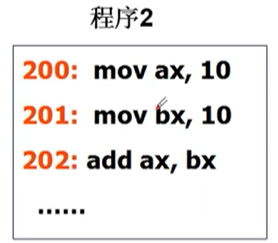 程序2
200: mov ax, 10
201: mov bx, 10
202: add ax, bx
......